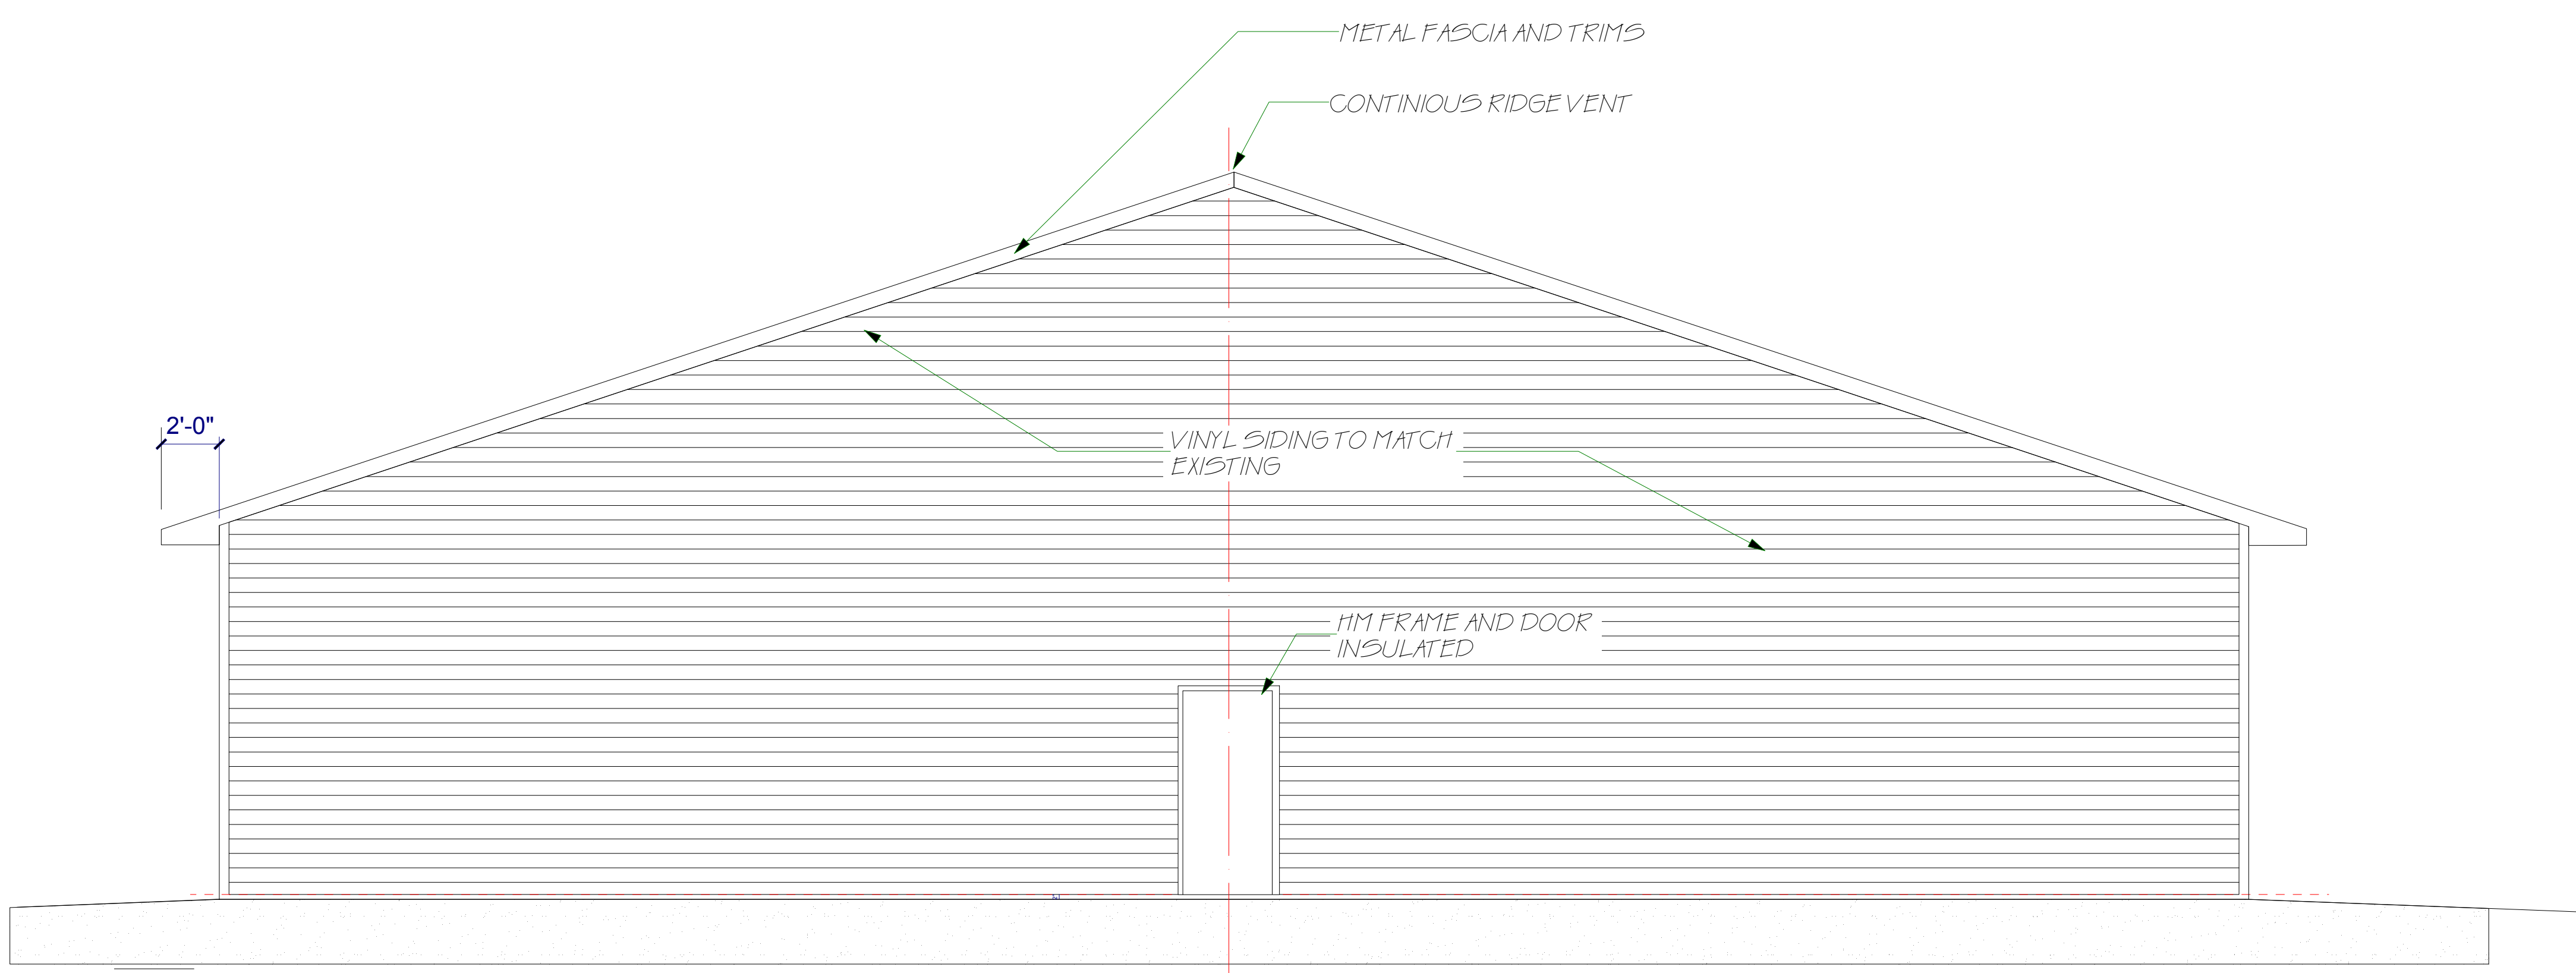 METAL FASCIA AND TRIMS
CONTINIOUS RIDGE VENT
2'-0"
VINYL SIDING TO MATCH
EXISTING
HM FRAME AND DOOR
INSULATED